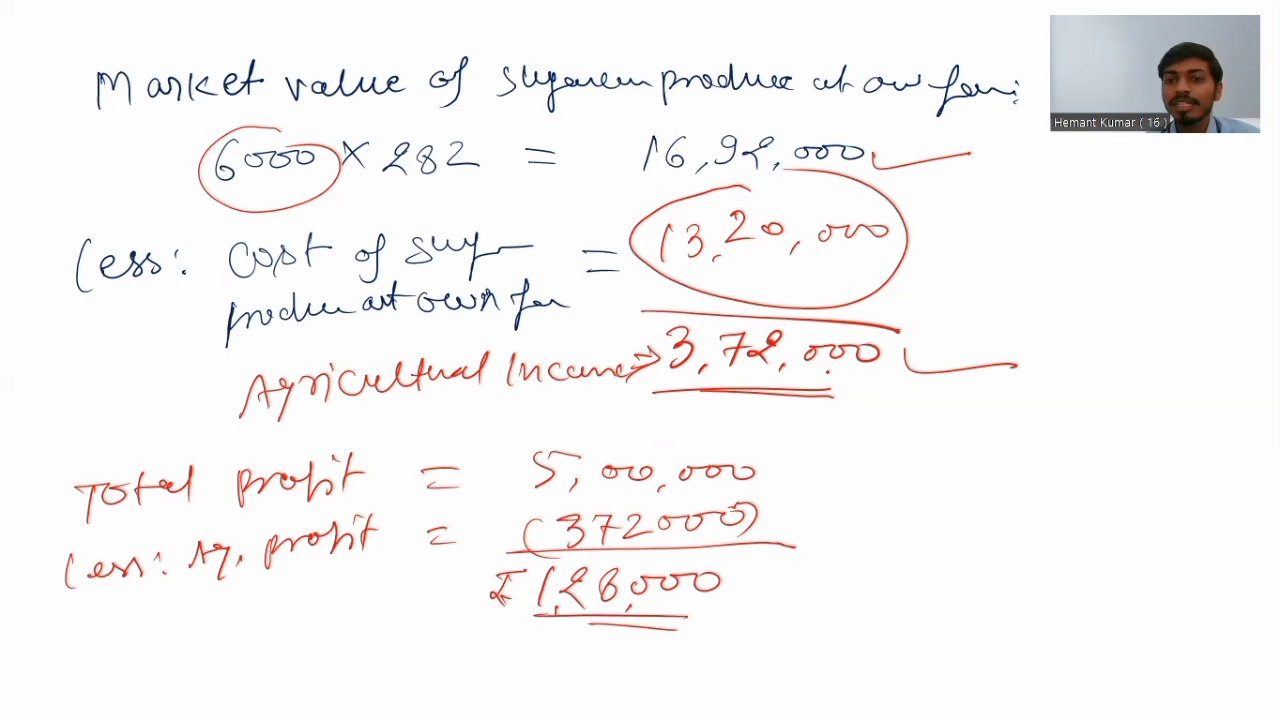 Market value of sugarcane produce at own farm:
6000 × 282 = 16,92,000
Less: cost of sugar = 13,20,000
produce at own far
Agricultural Income → 3,72,000
Total profit = 5,00,000
Less: Ag. profit = (372000)
₹ 1,28,000
Hemant Kumar ( 16 )